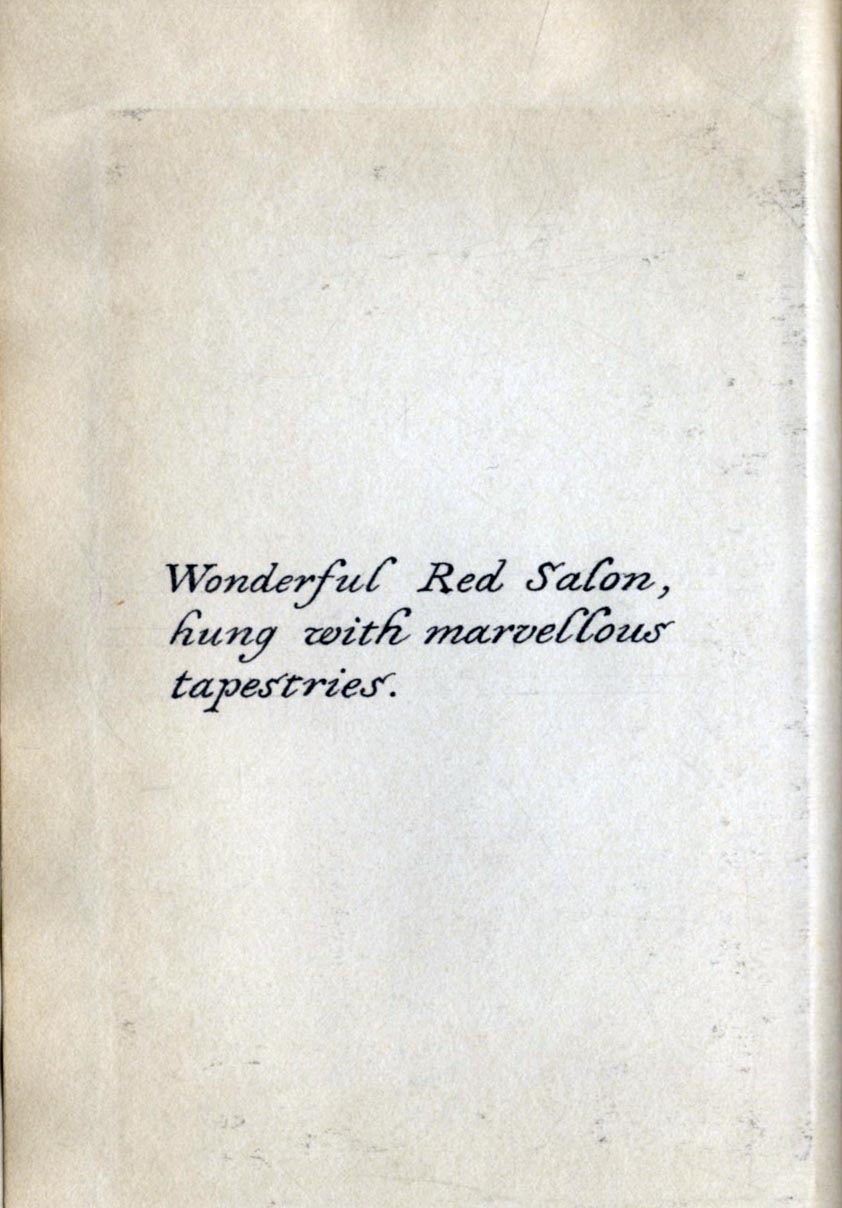 Wonderful Red Salon,
hung with marvellous
tapestries.